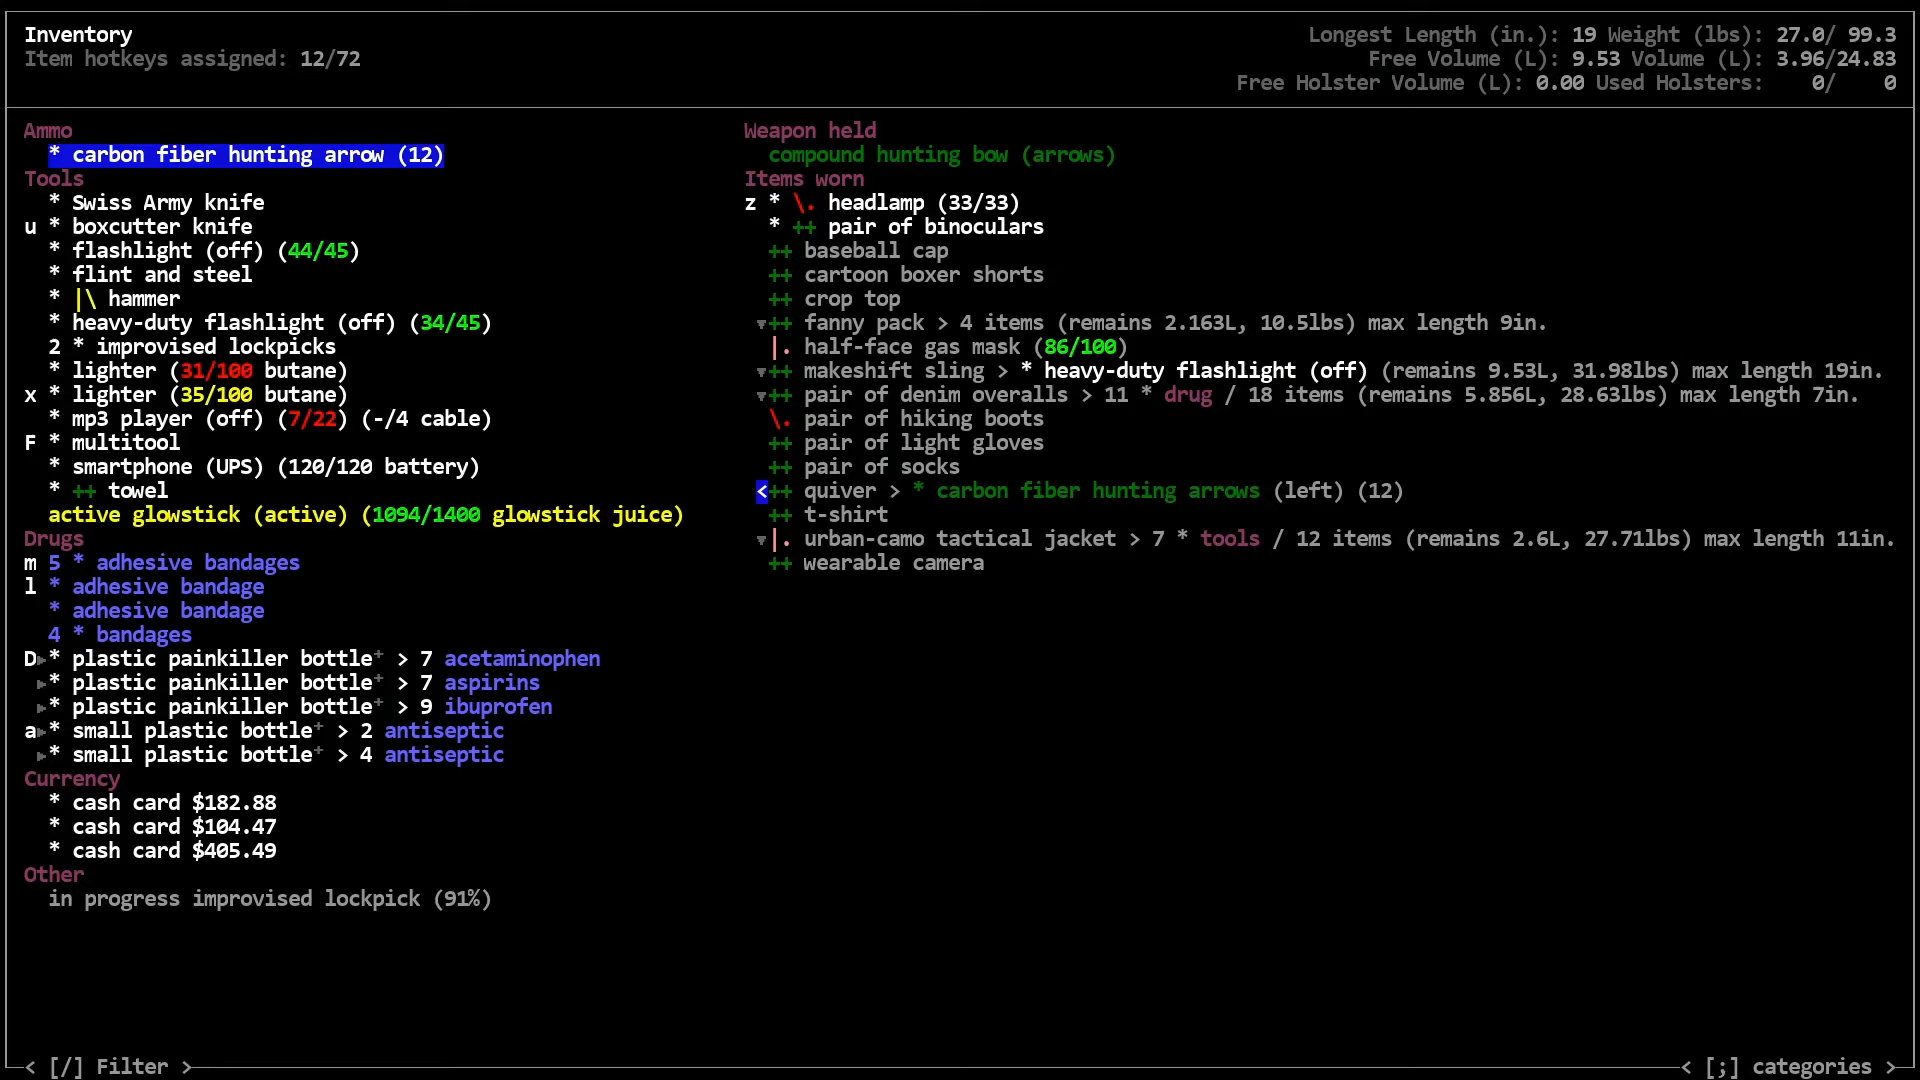 Inventory
Item hotkeys assigned: 12/72
Longest Length (in.): 19 Weight (lbs): 27.0/ 99.3
Free Volume (L): 9.53 Volume (L): 3.96/24.83
Free Holster Volume (L): 0.00 Used Holsters: 0/ 0
Ammo
* carbon fiber hunting arrow (12)
Tools
* Swiss Army knife
u * boxcutter knife
* flashlight (off) (44/45)
* flint and steel
* |\ hammer
* heavy-duty flashlight (off) (34/45)
2 * improvised lockpicks
* lighter (31/100 butane)
x * lighter (35/100 butane)
* mp3 player (off) (7/22) (-/4 cable)
F * multitool
* smartphone (UPS) (120/120 battery)
* ++ towel
active glowstick (active) (1094/1400 glowstick juice)
Drugs
m 5 * adhesive bandages
l * adhesive bandage
* adhesive bandage
4 * bandages
D▶* plastic painkiller bottle+ > 7 acetaminophen
▶* plastic painkiller bottle+ > 7 aspirins
▶* plastic painkiller bottle+ > 9 ibuprofen
a▶* small plastic bottle+ > 2 antiseptic
▶* small plastic bottle+ > 4 antiseptic
Currency
* cash card $182.88
* cash card $104.47
* cash card $405.49
Other
in progress improvised lockpick (91%)
Weapon held
compound hunting bow (arrows)
Items worn
z * \. headlamp (33/33)
* ++ pair of binoculars
++ baseball cap
++ cartoon boxer shorts
++ crop top
▼++ fanny pack > 4 items (remains 2.163L, 10.5lbs) max length 9in.
|. half-face gas mask (86/100)
▼++ makeshift sling > * heavy-duty flashlight (off) (remains 9.53L, 31.98lbs) max length 19in.
▼++ pair of denim overalls > 11 * drug / 18 items (remains 5.856L, 28.63lbs) max length 7in.
\. pair of hiking boots
++ pair of light gloves
++ pair of socks
<++ quiver > * carbon fiber hunting arrows (left) (12)
++ t-shirt
▼|. urban-camo tactical jacket > 7 * tools / 12 items (remains 2.6L, 27.71lbs) max length 11in.
++ wearable camera
< [/] Filter >
< [;] categories >